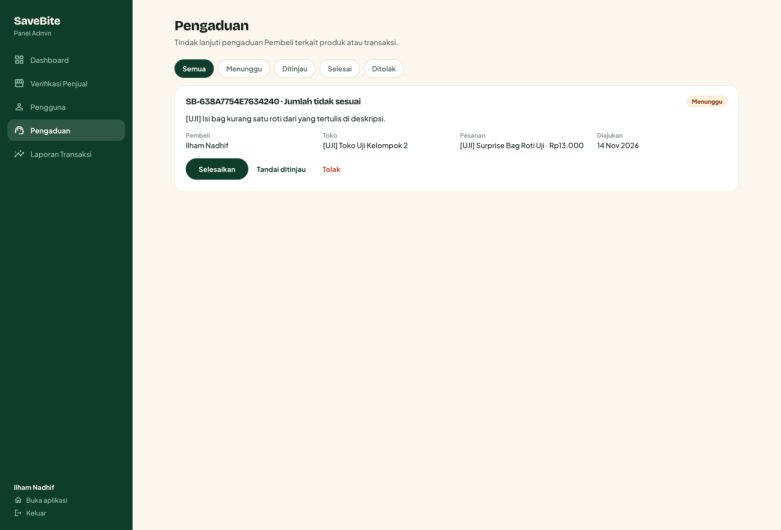 SaveBite
Panel Admin
Dashboard
Verifikasi Penjual
Pengguna
Pengaduan
Laporan Transaksi
Ilham Nadhif
Buka aplikasi
Keluar
Pengaduan
Tindak lanjuti pengaduan Pembeli terkait produk atau transaksi.
Semua Menunggu Ditinjau Selesai Ditolak
SB-638A7754E7634240 · Jumlah tidak sesuai Menunggu
[UJI] Isi bag kurang satu roti dari yang tertulis di deskripsi.
Pembeli Toko Pesanan Diajukan
Ilham Nadhif [UJI] Toko Uji Kelompok 2 [UJI] Surprise Bag Roti Uji · Rp13.000 14 Nov 2026
Selesaikan Tandai ditinjau Tolak